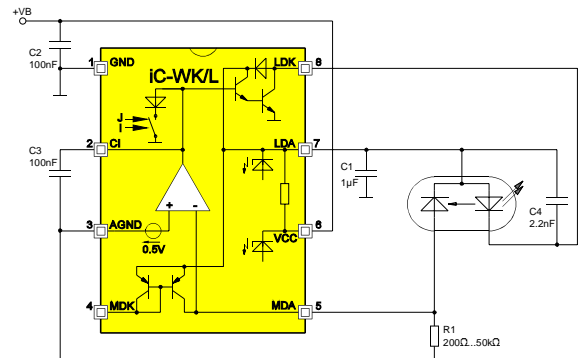 +VB
C2
100nF
1
GND
iC-WK/L
LDK
8
J
I
2
CI
LDA
7
C3
100nF
C1
1µF
C4
2.2nF
3
AGND
+
-
0.5V
I
I
VCC
6
4
MDK
MDA
5
R1
200Ω...50kΩ